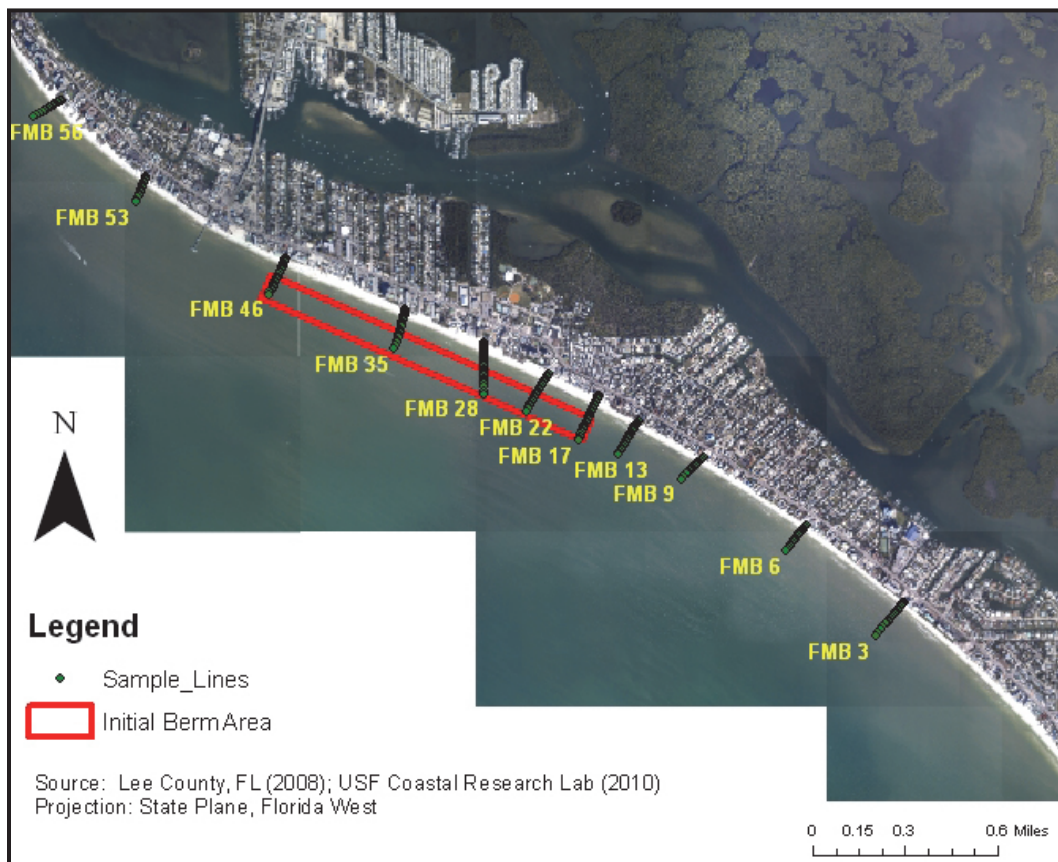 FMB 56
FMB 53
FMB 46
FMB 35
FMB 28
FMB 22
FMB 17
FMB 13
FMB 9
FMB 6
FMB 3
N
Legend
Sample_Lines
Initial Berm Area
Source: Lee County, FL (2008); USF Coastal Research Lab (2010)
Projection: State Plane, Florida West
0 0.15 0.3 0.6 Miles